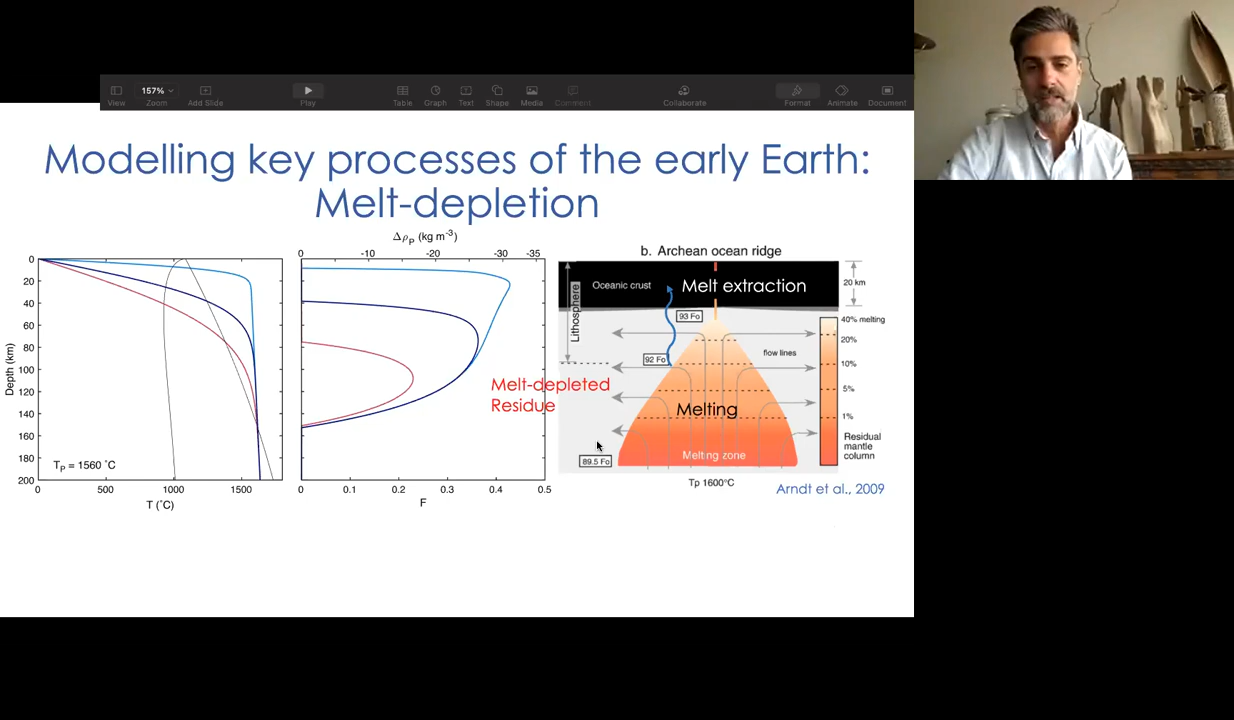 157%
View
Zoom
Add Slide
Play
Table
Graph
Text
Shape
Media
Comment
Collaborate
Format
Animate
Document
Modelling key processes of the early Earth:
Melt-depletion
0
20
40
60
80
100
120
140
160
180
200
Depth (km)
T_P = 1560 °C
0
500
1000
1500
T (°C)
Δρ_P (kg m^-3)
0
-10
-20
-30
-35
0
0.1
0.2
0.3
0.4
0.5
F
Melt-depleted
Residue
b. Archean ocean ridge
Oceanic crust
Melt extraction
20 km
Lithosphere
93 Fo
92 Fo
flow lines
Melting
89.5 Fo
Melting zone
40% melting
20%
10%
5%
1%
Residual
mantle
column
Tp 1600°C
Arndt et al., 2009